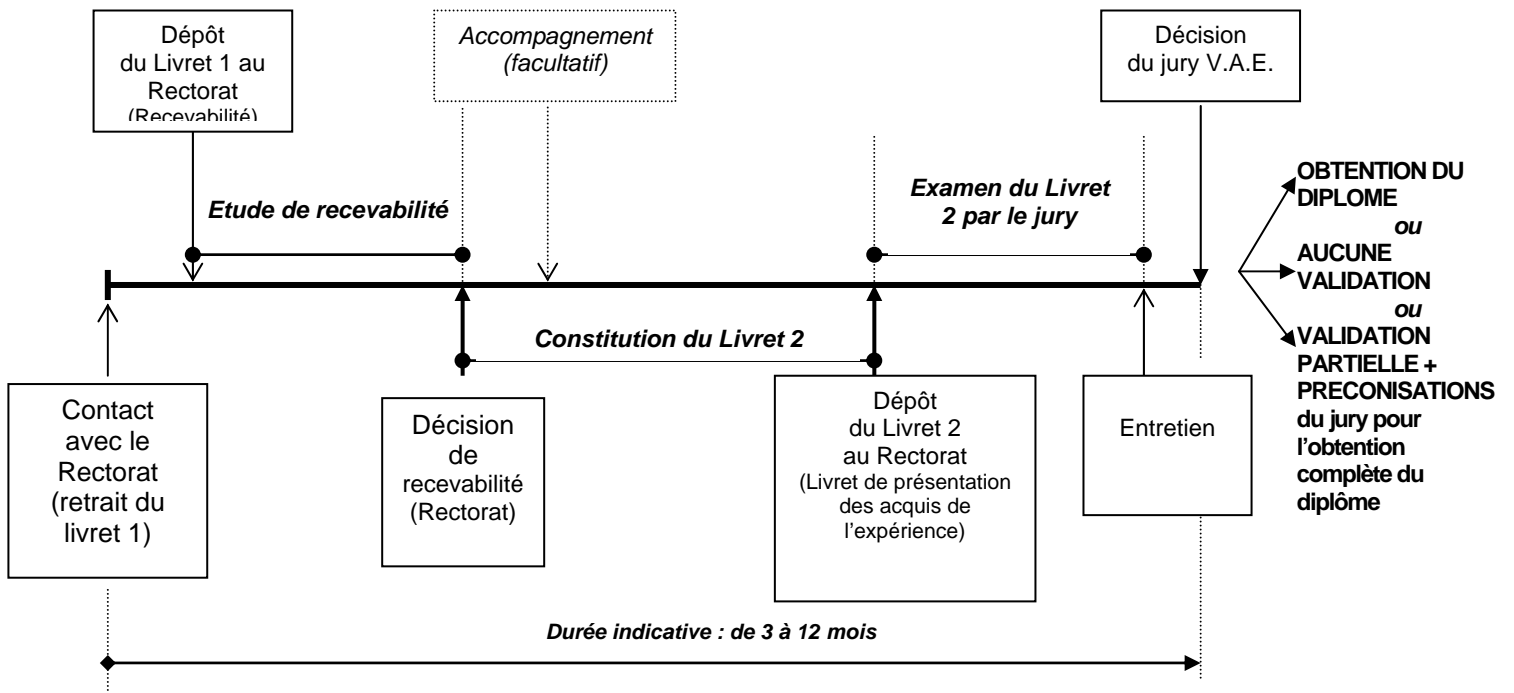 Dépôt
du Livret 1 au
Rectorat
(Recevabilité)
Accompagnement
(facultatif)
Décision
du jury V.A.E.
Etude de recevabilité
Examen du Livret
2 par le jury
OBTENTION DU
DIPLOME
ou
AUCUNE
VALIDATION
ou
VALIDATION
PARTIELLE +
PRECONISATIONS
du jury pour
l'obtention
complète du
diplôme
Constitution du Livret 2
Contact
avec le
Rectorat
(retrait du
livret 1)
Décision
de
recevabilité
(Rectorat)
Dépôt
du Livret 2
au Rectorat
(Livret de présentation
des acquis de
l'expérience)
Entretien
Durée indicative : de 3 à 12 mois